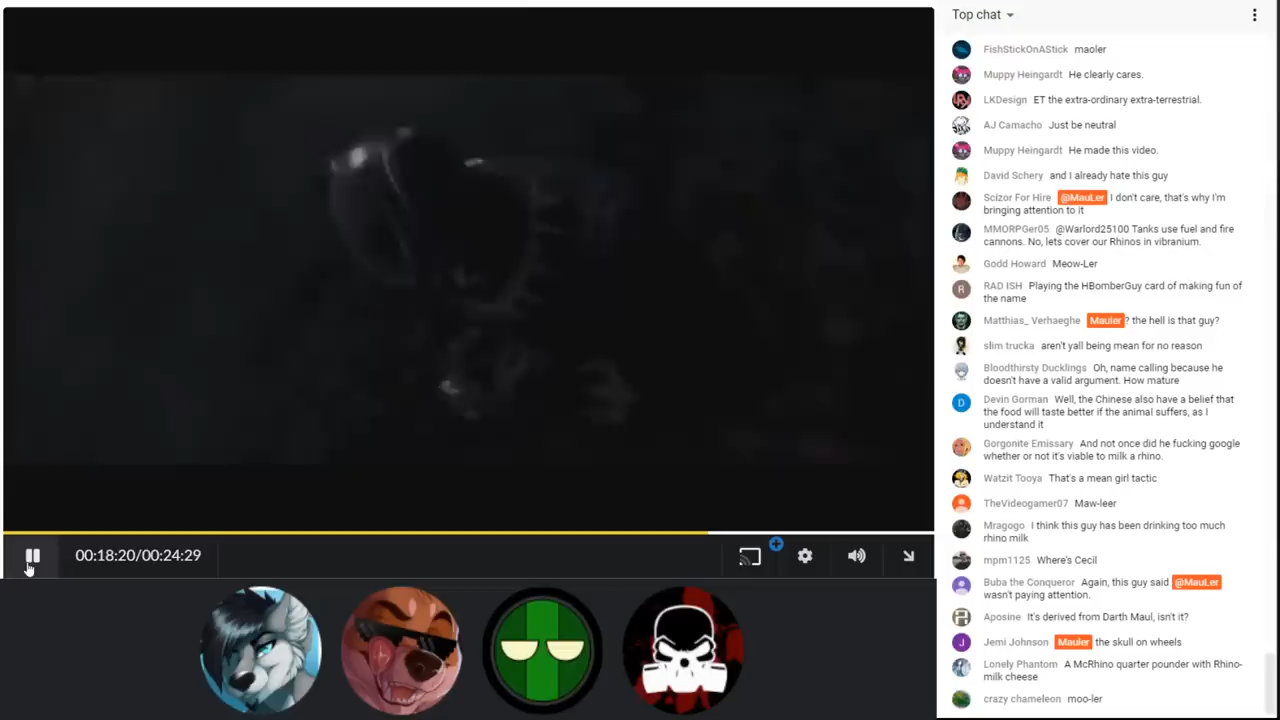 Top chat
FishStickOnAStick maoler
Muppy Heingardt He clearly cares.
LKDesign ET the extra-ordinary extra-terrestrial.
AJ Camacho Just be neutral
Muppy Heingardt He made this video.
David Schery and I already hate this guy
Scizor For Hire @MauLer I don't care, that's why I'm
bringing attention to it
MMORPGer05 @Warlord25100 Tanks use fuel and fire
cannons. No, lets cover our Rhinos in vibranium.
Godd Howard Meow-Ler
R
RAD ISH Playing the HBomberGuy card of making fun of
the name
Matthias_ Verhaeghe Mauler ? the hell is that guy?
slim trucka aren't yall being mean for no reason
Bloodthirsty Ducklings Oh, name calling because he
doesn't have a valid argument. How mature
D
Devin Gorman Well, the Chinese also have a belief that
the food will taste better if the animal suffers, as I
understand it
Gorgonite Emissary And not once did he fucking google
whether or not it's viable to milk a rhino.
Watzit Tooya That's a mean girl tactic
TheVideogamer07 Maw-leer
Mragogo I think this guy has been drinking too much
rhino milk
mpm1125 Where's Cecil
Buba the Conqueror Again, this guy said @MauLer
wasn't paying attention.
Aposine It's derived from Darth Maul, isn't it?
J
Jemi Johnson Mauler the skull on wheels
Lonely Phantom A McRhino quarter pounder with Rhino-
milk cheese
crazy chameleon moo-ler
00:18:20/00:24:29